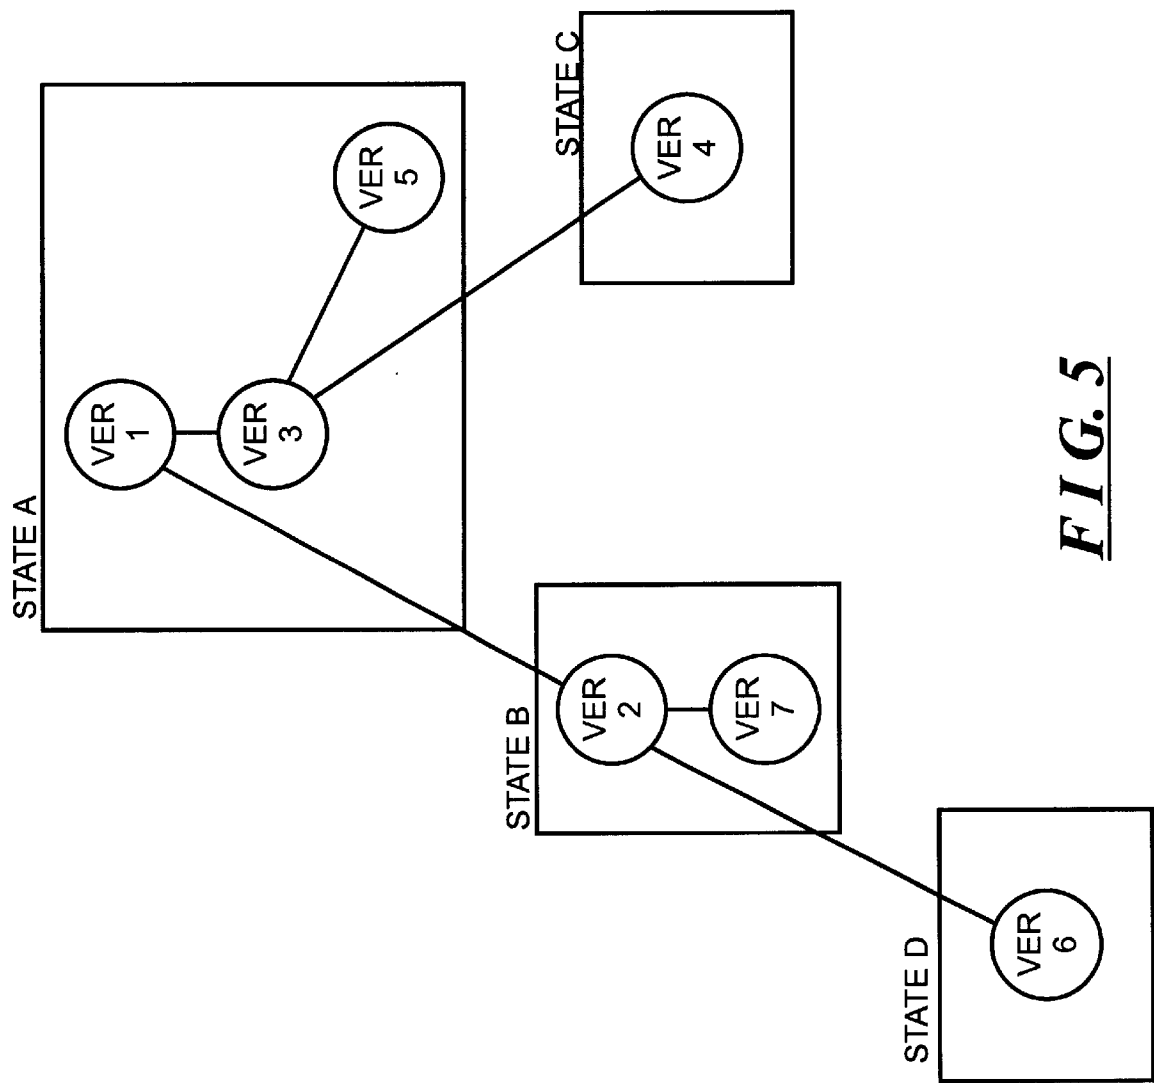 STATE A
VER
1
VER
3
VER
5
STATE B
VER
2
VER
7
STATE C
VER
4
STATE D
VER
6
FIG. 5